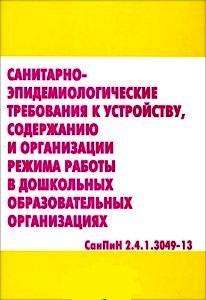 САНИТАРНО-
ЭПИДЕМИОЛОГИЧЕСКИЕ
ТРЕБОВАНИЯ К УСТРОЙСТВУ,
СОДЕРЖАНИЮ
И ОРГАНИЗАЦИИ
РЕЖИМА РАБОТЫ
В ДОШКОЛЬНЫХ
ОБРАЗОВАТЕЛЬНЫХ
ОРГАНИЗАЦИЯХ
СанПиН 2.4.1.3049-13